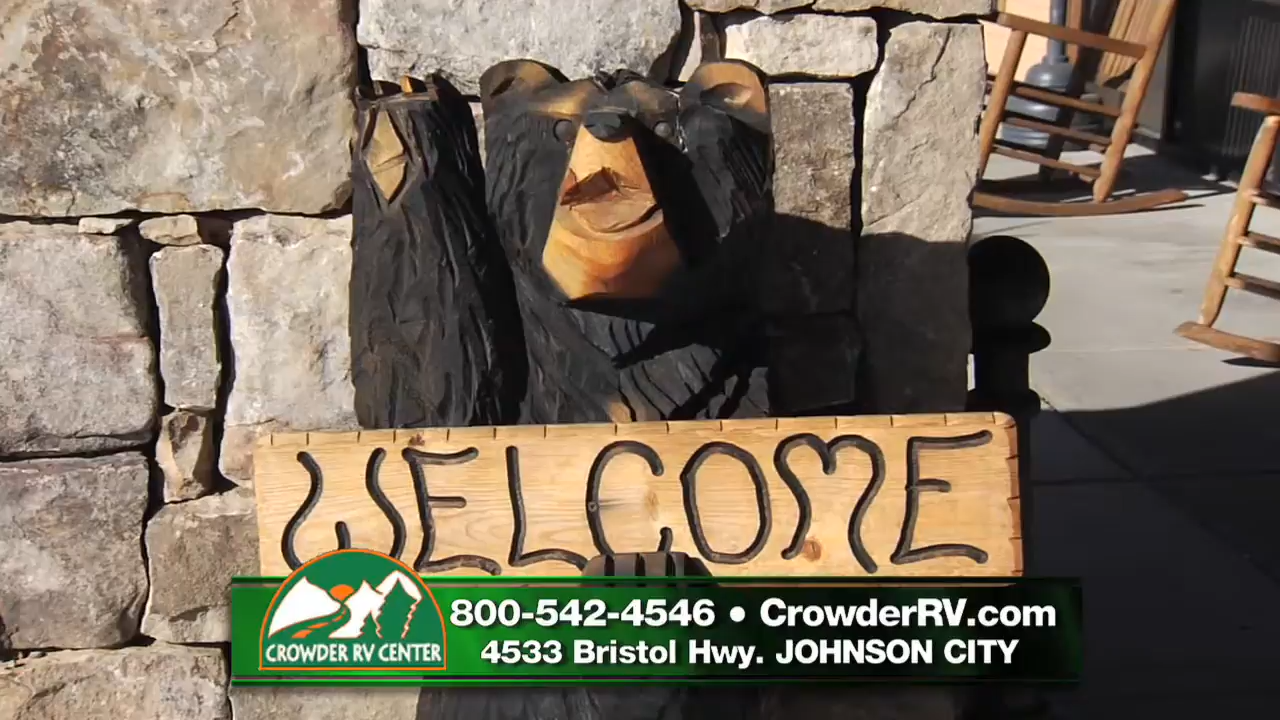 WELCOME
CROWDER RV CENTER
800-542-4546 • CrowderRV.com
4533 Bristol Hwy. JOHNSON CITY